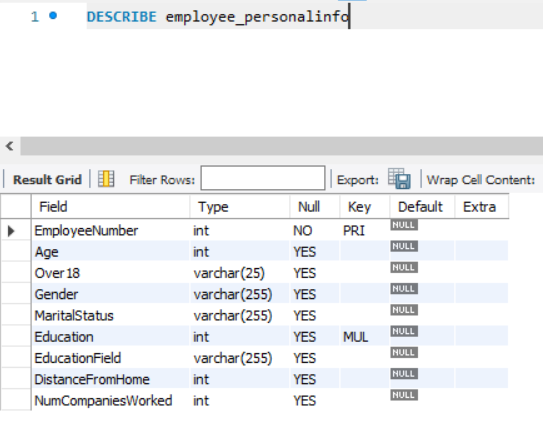 1 DESCRIBE employee_personalinfo
Result Grid Filter Rows: Export: Wrap Cell Content:
Field Type Null Key Default Extra
EmployeeNumber int NO PRI NULL
Age int YES NULL
Over18 varchar(25) YES NULL
Gender varchar(255) YES NULL
MaritalStatus varchar(255) YES NULL
Education int YES MUL NULL
EducationField varchar(255) YES NULL
DistanceFromHome int YES NULL
NumCompaniesWorked int YES NULL